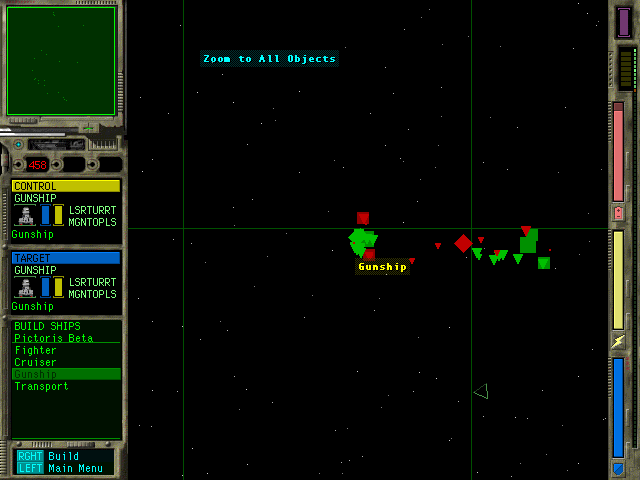 Zoom to All Objects
458
CONTROL
GUNSHIP
LSRTURRT
MGNTOPLS
Gunship
TARGET
GUNSHIP
LSRTURRT
MGNTOPLS
Gunship
Gunship
BUILD SHIPS
Pictoris Beta
Fighter
Cruiser
Gunship
Transport
RGHT Build
LEFT Main Menu